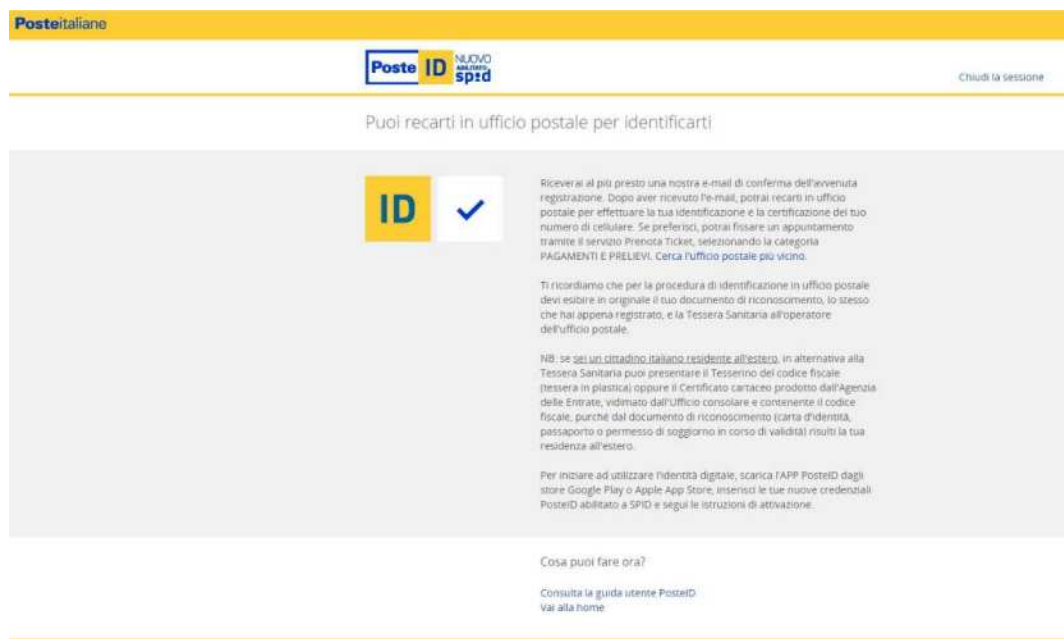 Posteitaliane
Poste ID NUOVO
ABILITATO
spid
Chiudi la sessione
Puoi recarti in ufficio postale per identificarti
ID
Riceverai al più presto una nostra e-mail di conferma dell'avvenuta
registrazione. Dopo aver ricevuto l'e-mail, potrai recarti in ufficio
postale per effettuare la tua identificazione e la certificazione del tuo
numero di cellulare. Se preferisci, potrai fissare un appuntamento
tramite il servizio Prenota Ticket, selezionando la categoria
PAGAMENTI E PRELIEVI. Cerca l'ufficio postale più vicino.
Ti ricordiamo che per la procedura di identificazione in ufficio postale
devi esibire in originale il tuo documento di riconoscimento, lo stesso
che hai appena registrato, e la Tessera Sanitaria all'operatore
dell'ufficio postale.
NB: se sei un cittadino italiano residente all'estero, in alternativa alla
Tessera Sanitaria puoi presentare il Tesserino del codice fiscale
(tessera in plastica) oppure il Certificato cartaceo prodotto dall'Agenzia
delle Entrate, vidimato dall'Ufficio consolare e contenente il codice
fiscale, purché dal documento di riconoscimento (carta d'identità,
passaporto o permesso di soggiorno in corso di validità) risulti la tua
residenza all'estero.
Per iniziare ad utilizzare l'identità digitale, scarica l'APP PosteID dagli
store Google Play o Apple App Store, inserisci le tue nuove credenziali
PosteID abilitato a SPID e segui le istruzioni di attivazione.
Cosa puoi fare ora?
Consulta la guida utente PosteID
Vai alla home